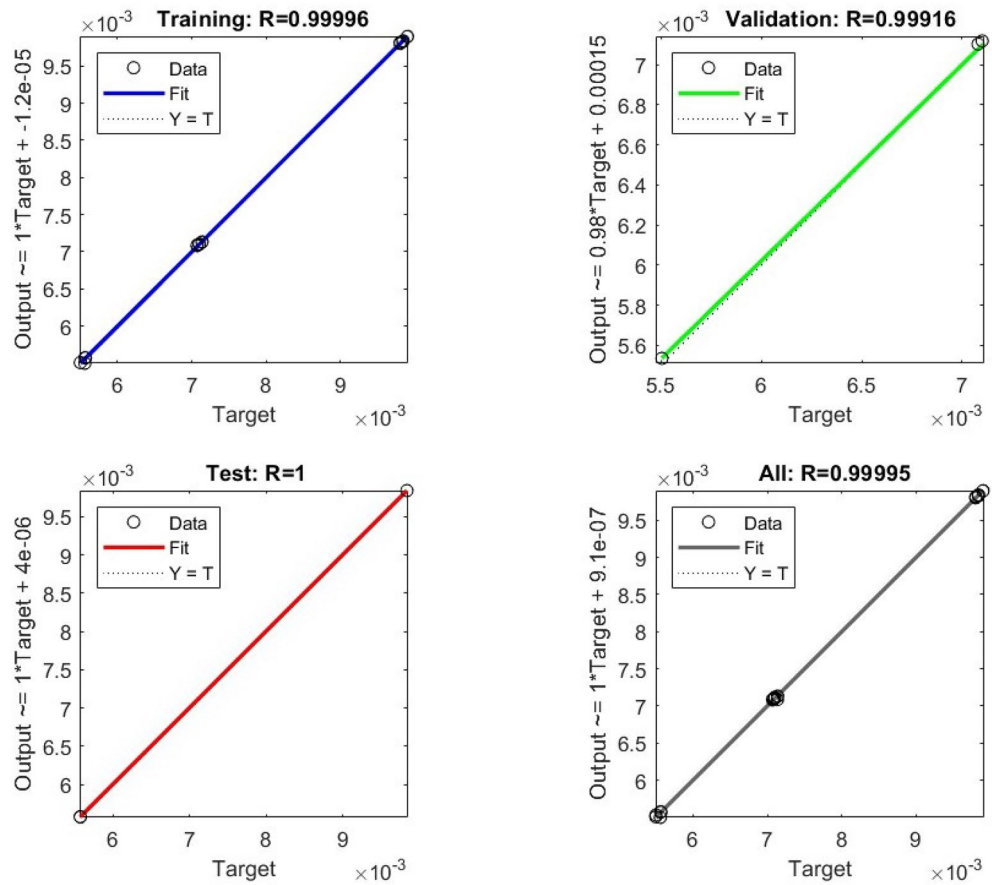 ×10⁻³ Training: R=0.99996
Output ~= 1*Target + -1.2e-05
9.5
9
8.5
8
7.5
7
6.5
6
Data
Fit
Y = T
6 7 8 9
Target ×10⁻³
×10⁻³ Validation: R=0.99916
Output ~= 0.98*Target + 0.00015
7
6.8
6.6
6.4
6.2
6
5.8
5.6
Data
Fit
Y = T
5.5 6 6.5 7
Target ×10⁻³
×10⁻³ Test: R=1
Output ~= 1*Target + 4e-06
9.5
9
8.5
8
7.5
7
6.5
6
Data
Fit
Y = T
6 7 8 9
Target ×10⁻³
×10⁻³ All: R=0.99995
Output ~= 1*Target + 9.1e-07
9.5
9
8.5
8
7.5
7
6.5
6
Data
Fit
Y = T
6 7 8 9
Target ×10⁻³